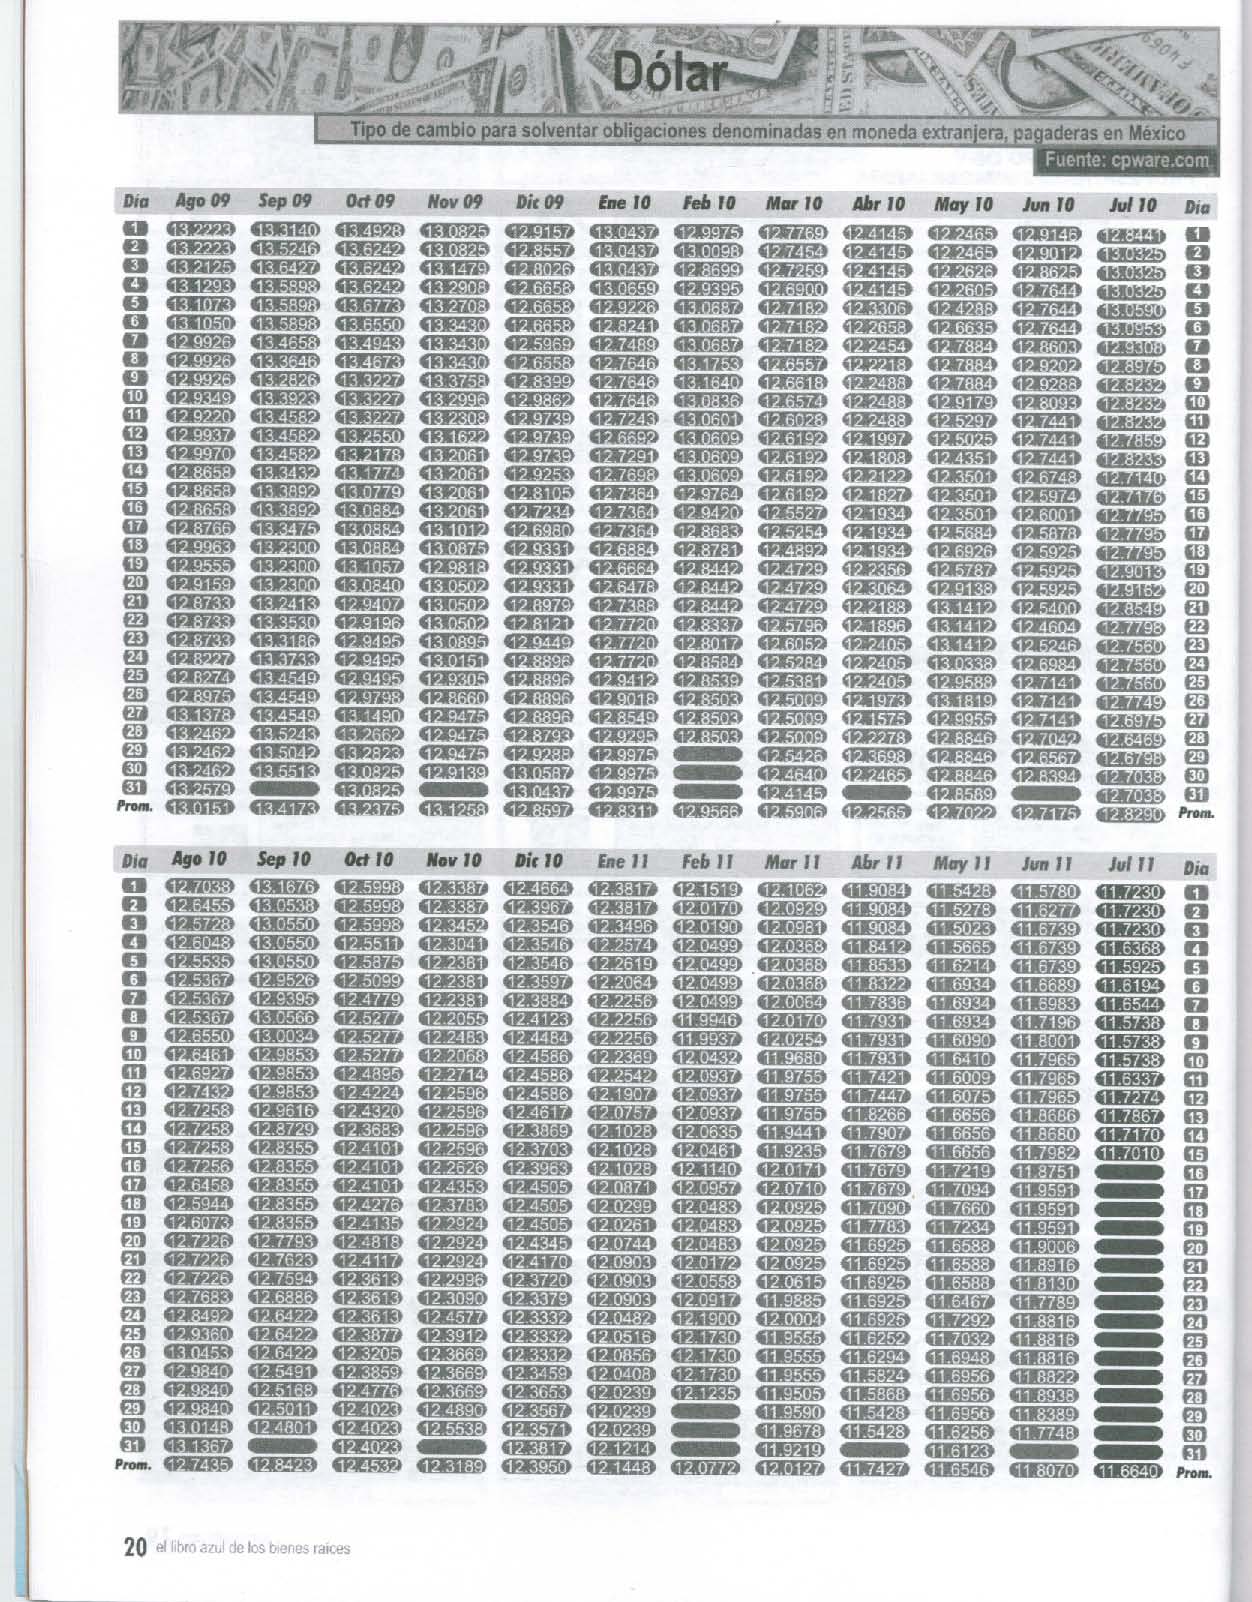 Dólar
Tipo de cambio para solventar obligaciones denominadas en moneda extranjera, pagaderas en México
Fuente: cpware.com
Día Ago 09 Sep 09 Oct 09 Nov 09 Dic 09 Ene 10 Feb 10 Mar 10 Abr 10 May 10 Jun 10 Jul 10 Día
1 13.2223 13.3140 13.4928 13.0825 12.9157 13.0437 12.9975 12.7769 12.4145 12.2465 12.9146 12.8441 1
2 13.2223 13.5246 13.6242 13.0825 12.8557 13.0437 13.0098 12.7454 12.4145 12.2465 12.9012 13.0325 2
3 13.2125 13.6427 13.6242 13.1479 12.8026 13.0437 12.8699 12.7259 12.4145 12.2626 12.8625 13.0325 3
4 13.1293 13.5898 13.6242 13.2908 12.6658 13.0659 12.9395 12.6900 12.4145 12.2605 12.7644 13.0325 4
5 13.1073 13.5898 13.6773 13.2708 12.6658 12.9226 13.0687 12.7182 12.3306 12.4288 12.7644 13.0590 5
6 13.1050 13.5898 13.6550 13.3430 12.6658 12.8241 13.0687 12.7182 12.2658 12.6635 12.7644 13.0953 6
7 12.9926 13.4658 13.4943 13.3430 12.5969 12.7489 13.0687 12.7182 12.2454 12.7884 12.8603 12.9308 7
8 12.9926 13.3646 13.4673 13.3430 12.6558 12.7646 13.1753 12.6557 12.2218 12.7884 12.9202 12.8975 8
9 12.9926 13.2826 13.3227 13.3758 12.8399 12.7646 13.1640 12.6618 12.2488 12.7884 12.9288 12.8232 9
10 12.9349 13.3923 13.3227 13.2996 12.9862 12.7646 13.0836 12.6574 12.2488 12.9179 12.8093 12.8232 10
11 12.9220 13.4582 13.3227 13.2308 12.9739 12.7243 13.0601 12.6028 12.2488 12.5297 12.7441 12.8232 11
12 12.9937 13.4582 13.2550 13.1622 12.9739 12.6692 13.0609 12.6192 12.1997 12.5025 12.7441 12.7859 12
13 12.9970 13.4582 13.2178 13.2061 12.9739 12.7291 13.0609 12.6192 12.1808 12.4351 12.7441 12.8233 13
14 12.8658 13.3432 13.1774 13.2061 12.9253 12.7698 13.0609 12.6192 12.2122 12.3501 12.6748 12.7140 14
15 12.8658 13.3892 13.0779 13.2061 12.8105 12.7364 12.9764 12.6192 12.1827 12.3501 12.5974 12.7176 15
16 12.8658 13.3892 13.0884 13.2061 12.7234 12.7364 12.9420 12.5527 12.1934 12.3501 12.6001 12.7795 16
17 12.8766 13.3475 13.0884 13.1012 12.6980 12.7364 12.8683 12.5254 12.1934 12.5684 12.5878 12.7795 17
18 12.9963 13.2300 13.0884 13.0875 12.9331 12.6884 12.8781 12.4892 12.1934 12.6926 12.5925 12.7795 18
19 12.9555 13.2300 13.1057 12.9818 12.9331 12.6664 12.8442 12.4729 12.2356 12.5787 12.5925 12.9013 19
20 12.9159 13.2300 13.0840 13.0502 12.9331 12.6478 12.8442 12.4729 12.3064 12.9138 12.5925 12.9162 20
21 12.8733 13.2413 12.9407 13.0502 12.8979 12.7388 12.8442 12.4729 12.2188 13.1412 12.5400 12.8549 21
22 12.8733 13.3530 12.9196 13.0502 12.8121 12.7720 12.8337 12.5796 12.1896 13.1412 12.4604 12.7798 22
23 12.8733 13.3186 12.9495 13.0895 12.9449 12.7720 12.8017 12.6052 12.2405 13.1412 12.5246 12.7560 23
24 12.8227 13.3733 12.9495 13.0151 12.8896 12.7720 12.8584 12.5284 12.2405 13.0338 12.6984 12.7560 24
25 12.8274 13.4549 12.9495 12.9305 12.8896 12.9412 12.8539 12.5381 12.2405 12.9588 12.7141 12.7560 25
26 12.8975 13.4549 12.9798 12.8660 12.8896 12.9018 12.8503 12.5009 12.1973 13.1819 12.7141 12.7749 26
27 13.1378 13.4549 13.1490 12.9475 12.8896 12.8549 12.8503 12.5009 12.1575 12.9955 12.7141 12.6975 27
28 13.2462 13.5243 13.2662 12.9475 12.8793 12.9295 12.8503 12.5009 12.2278 12.8846 12.7042 12.6469 28
29 13.2462 13.5042 13.2823 12.9475 12.9288 12.9975 12.5426 12.3698 12.8846 12.6567 12.6798 29
30 13.2462 13.5513 13.0825 12.9139 13.0587 12.9975 12.4640 12.2465 12.8846 12.8394 12.7038 30
31 13.2579 13.0825 13.0437 12.9975 12.4145 12.8589 12.7038 31
Prom. 13.0151 13.4173 13.2375 13.1258 12.8597 12.8311 12.9566 12.5906 12.2565 12.7022 12.7175 12.8290 Prom.
Día Ago 10 Sep 10 Oct 10 Nov 10 Dic 10 Ene 11 Feb 11 Mar 11 Abr 11 May 11 Jun 11 Jul 11 Día
1 12.7038 13.1676 12.5998 12.3387 12.4664 12.3817 12.1519 12.1062 11.9084 11.5428 11.5780 11.7230 1
2 12.6455 13.0538 12.5998 12.3387 12.3967 12.3817 12.0170 12.0929 11.9084 11.5278 11.6277 11.7230 2
3 12.5728 13.0550 12.5998 12.3452 12.3546 12.3496 12.0190 12.0981 11.9084 11.5023 11.6739 11.7230 3
4 12.6048 13.0550 12.5511 12.3041 12.3546 12.2574 12.0499 12.0368 11.8412 11.5665 11.6739 11.6368 4
5 12.5535 13.0550 12.5875 12.2381 12.3546 12.2619 12.0499 12.0368 11.8533 11.6214 11.6739 11.5925 5
6 12.5367 12.9526 12.5099 12.2381 12.3597 12.2064 12.0499 12.0368 11.8322 11.6934 11.6689 11.6194 6
7 12.5367 12.9395 12.4779 12.2381 12.3884 12.2256 12.0499 12.0064 11.7836 11.6934 11.6983 11.6544 7
8 12.5367 13.0566 12.5277 12.2055 12.4123 12.2256 11.9946 12.0170 11.7931 11.6934 11.7196 11.5738 8
9 12.6550 13.0034 12.5277 12.2483 12.4484 12.2256 11.9937 12.0254 11.7931 11.6090 11.8001 11.5738 9
10 12.6461 12.9853 12.5277 12.2068 12.4586 12.2369 12.0432 11.9680 11.7931 11.6410 11.7965 11.5738 10
11 12.6927 12.9853 12.4895 12.2714 12.4586 12.2542 12.0937 11.9755 11.7421 11.6009 11.7965 11.6337 11
12 12.7432 12.9853 12.4224 12.2596 12.4586 12.1907 12.0937 11.9755 11.7447 11.6075 11.7965 11.7274 12
13 12.7258 12.9616 12.4320 12.2596 12.4617 12.0757 12.0937 11.9755 11.8266 11.6656 11.8686 11.7867 13
14 12.7258 12.8729 12.3683 12.2596 12.3869 12.1028 12.0635 11.9441 11.7907 11.6656 11.8680 11.7170 14
15 12.7258 12.8355 12.4101 12.2596 12.3703 12.1028 12.0461 11.9235 11.7679 11.6656 11.7982 11.7010 15
16 12.7256 12.8355 12.4101 12.2626 12.3963 12.1028 12.1140 12.0171 11.7679 11.7219 11.8751 16
17 12.6458 12.8355 12.4101 12.4353 12.4505 12.0871 12.0957 12.0710 11.7679 11.7094 11.9591 17
18 12.5944 12.8355 12.4276 12.3783 12.4505 12.0299 12.0483 12.0925 11.7090 11.7660 11.9591 18
19 12.6073 12.8355 12.4135 12.2924 12.4505 12.0261 12.0483 12.0925 11.7783 11.7234 11.9591 19
20 12.7226 12.7793 12.4818 12.2924 12.4345 12.0744 12.0483 12.0925 11.6925 11.6588 11.9006 20
21 12.7226 12.7623 12.4117 12.2924 12.4170 12.0903 12.0172 12.0925 11.6925 11.6588 11.8916 21
22 12.7226 12.7594 12.3613 12.2996 12.3720 12.0903 12.0558 12.0615 11.6925 11.6588 11.8130 22
23 12.7683 12.6886 12.3613 12.3090 12.3379 12.0903 12.0917 11.9885 11.6925 11.6467 11.7789 23
24 12.8492 12.6422 12.3613 12.4577 12.3332 12.0482 12.1900 12.0004 11.6925 11.7292 11.8816 24
25 12.9360 12.6422 12.3877 12.3912 12.3332 12.0516 12.1730 11.9555 11.6252 11.7032 11.8816 25
26 13.0453 12.6422 12.3205 12.3669 12.3332 12.0856 12.1730 11.9555 11.6294 11.6948 11.8816 26
27 12.9840 12.5491 12.3859 12.3669 12.3459 12.0408 12.1730 11.9555 11.5824 11.6956 11.8822 27
28 12.9840 12.5168 12.4776 12.3669 12.3653 12.0239 12.1235 11.9505 11.5868 11.6956 11.8938 28
29 12.9840 12.5011 12.4023 12.4890 12.3567 12.0239 11.9590 11.5428 11.6956 11.8389 29
30 13.0148 12.4801 12.4023 12.5538 12.3571 12.0239 11.9678 11.5428 11.6256 11.7748 30
31 13.1367 12.4023 12.3817 12.1214 11.9219 11.6123 31
Prom. 12.7435 12.8423 12.4532 12.3189 12.3950 12.1448 12.0772 12.0127 11.7427 11.6546 11.8070 11.6640 Prom.
20 el libro azul de los bienes raíces